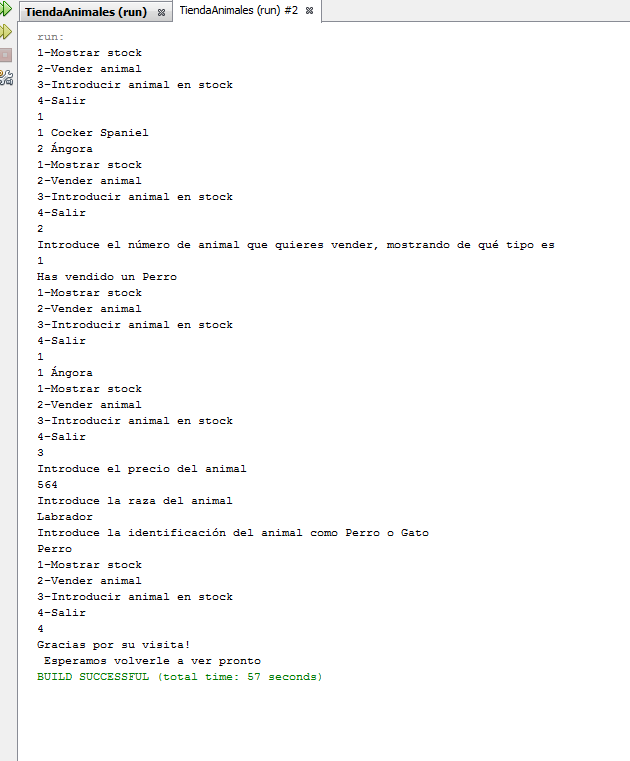 TiendaAnimales (run) TiendaAnimales (run) #2
run:
1-Mostrar stock
2-Vender animal
3-Introducir animal en stock
4-Salir
1
1 Cocker Spaniel
2 Ángora
1-Mostrar stock
2-Vender animal
3-Introducir animal en stock
4-Salir
2
Introduce el número de animal que quieres vender, mostrando de qué tipo es
1
Has vendido un Perro
1-Mostrar stock
2-Vender animal
3-Introducir animal en stock
4-Salir
1
1 Ángora
1-Mostrar stock
2-Vender animal
3-Introducir animal en stock
4-Salir
3
Introduce el precio del animal
564
Introduce la raza del animal
Labrador
Introduce la identificación del animal como Perro o Gato
Perro
1-Mostrar stock
2-Vender animal
3-Introducir animal en stock
4-Salir
4
Gracias por su visita!
Esperamos volverle a ver pronto
BUILD SUCCESSFUL (total time: 57 seconds)